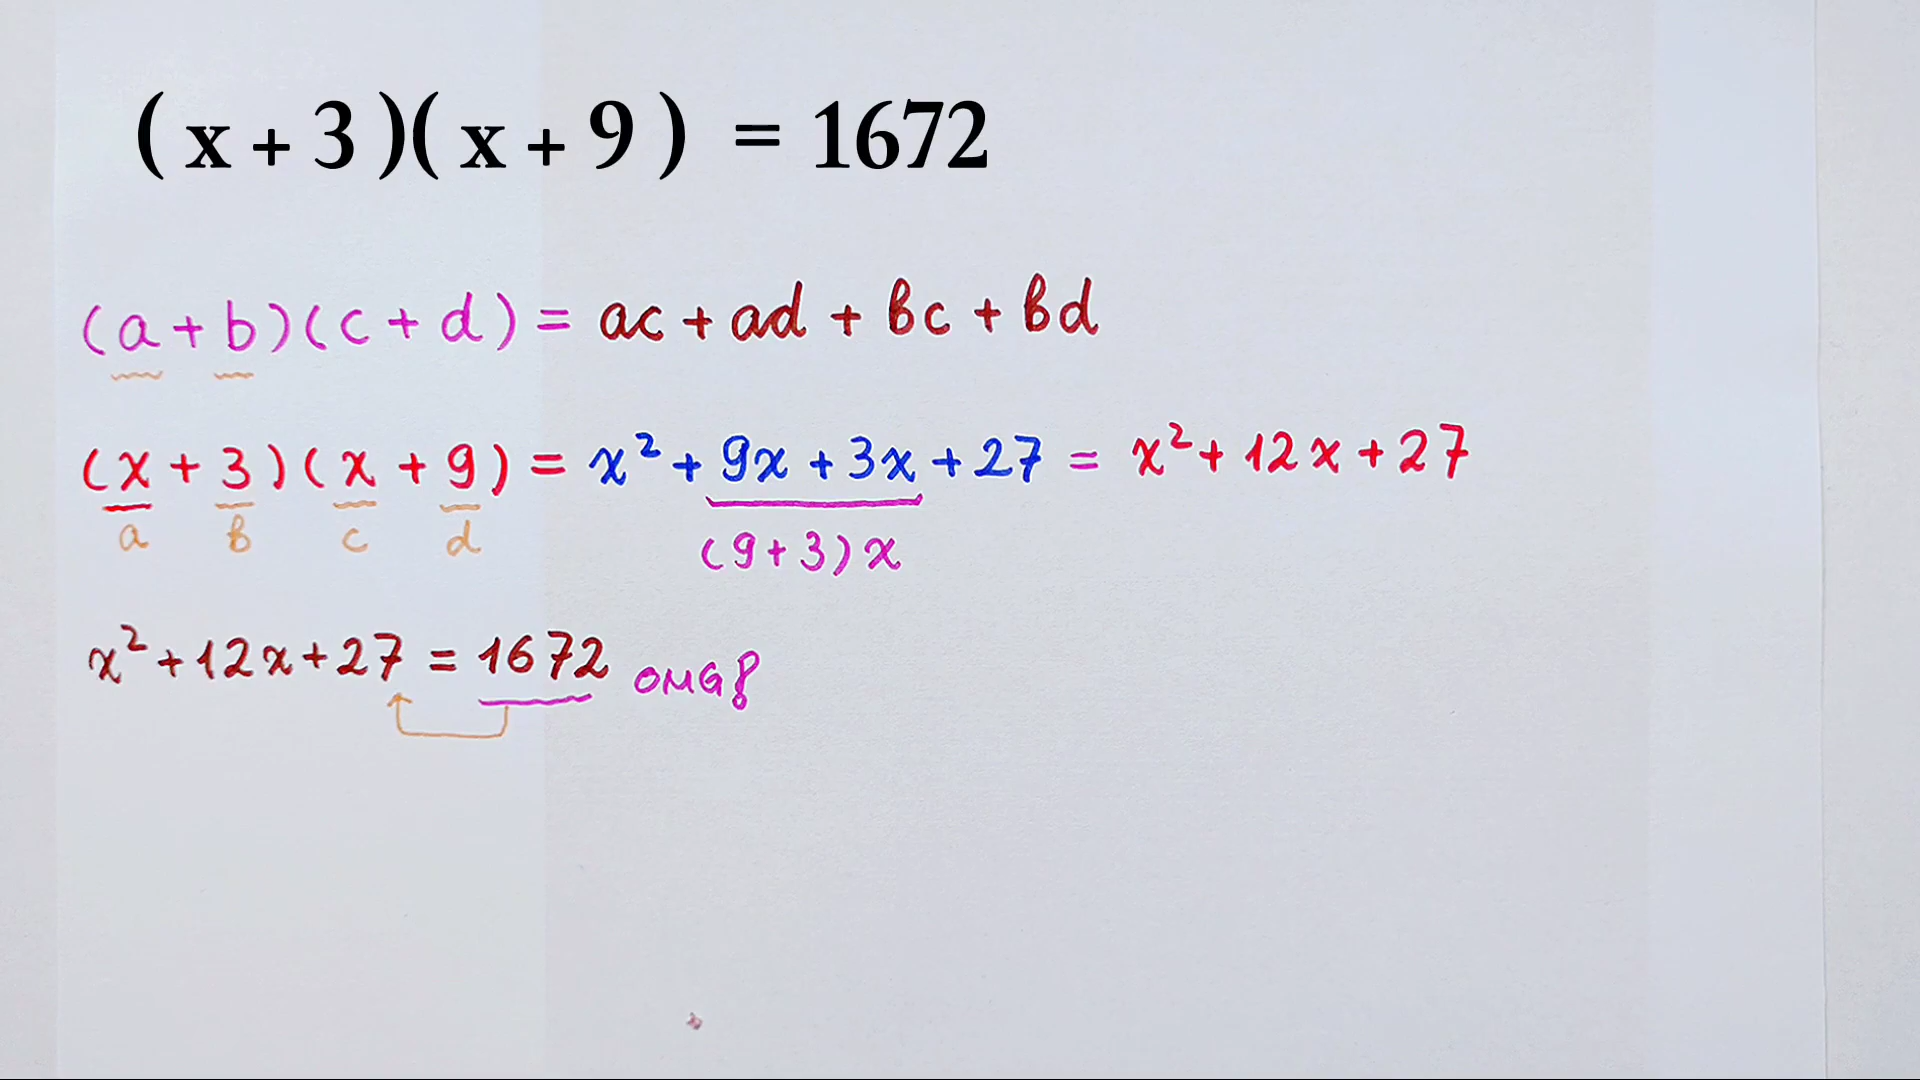 ( x + 3 )( x + 9 ) = 1672
(a + b)(c + d) = ac + ad + bc + bd
(x + 3)(x + 9) = x² + 9x + 3x + 27 = x² + 12x + 27
a b c d
(9+3)x
x² + 12x + 27 = 1672